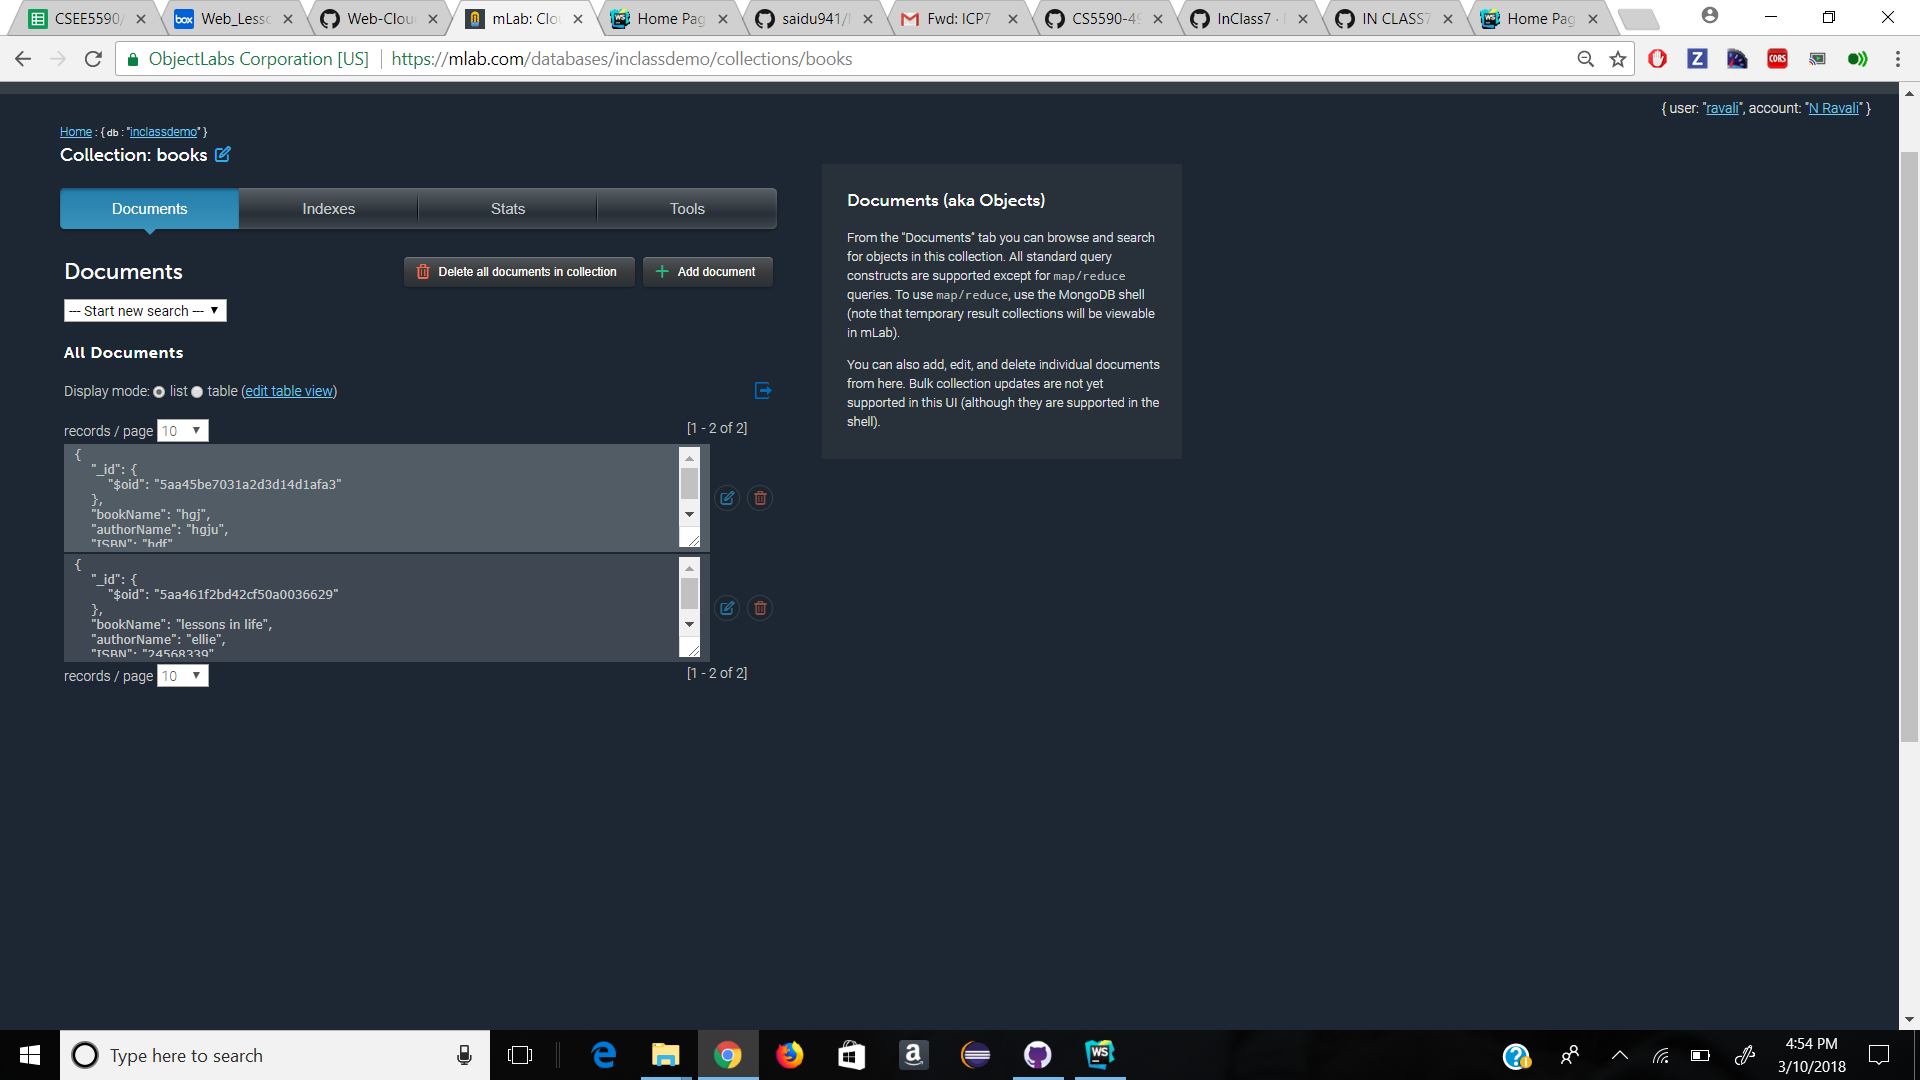 CSEE5590/
Web_Lesso
Web-Clou
mLab: Clou
Home Pag
saidu941/
Fwd: ICP7
CS5590-49
InClass7 -
IN CLASS7
Home Pag
ObjectLabs Corporation [US]
https://mlab.com/databases/inclassdemo/collections/books
{ user: "ravali", account: "N Ravali" }
Home : { db : "inclassdemo" }
Collection: books
Documents
Indexes
Stats
Tools
Documents
Delete all documents in collection
Add document
--- Start new search ---
All Documents
Display mode: list table (edit table view)
records / page 10
[1 - 2 of 2]
{
"_id": {
"$oid": "5aa45be7031a2d3d14d1afa3"
},
"bookName": "hgj",
"authorName": "hgju",
"ISBN": "hdf"
{
"_id": {
"$oid": "5aa461f2bd42cf50a0036629"
},
"bookName": "lessons in life",
"authorName": "ellie",
"ISBN": "24568339"
records / page 10
[1 - 2 of 2]
Documents (aka Objects)
From the "Documents" tab you can browse and search
for objects in this collection. All standard query
constructs are supported except for map/reduce
queries. To use map/reduce, use the MongoDB shell
(note that temporary result collections will be viewable
in mLab).
You can also add, edit, and delete individual documents
from here. Bulk collection updates are not yet
supported in this UI (although they are supported in the
shell).
Type here to search
4:54 PM
3/10/2018